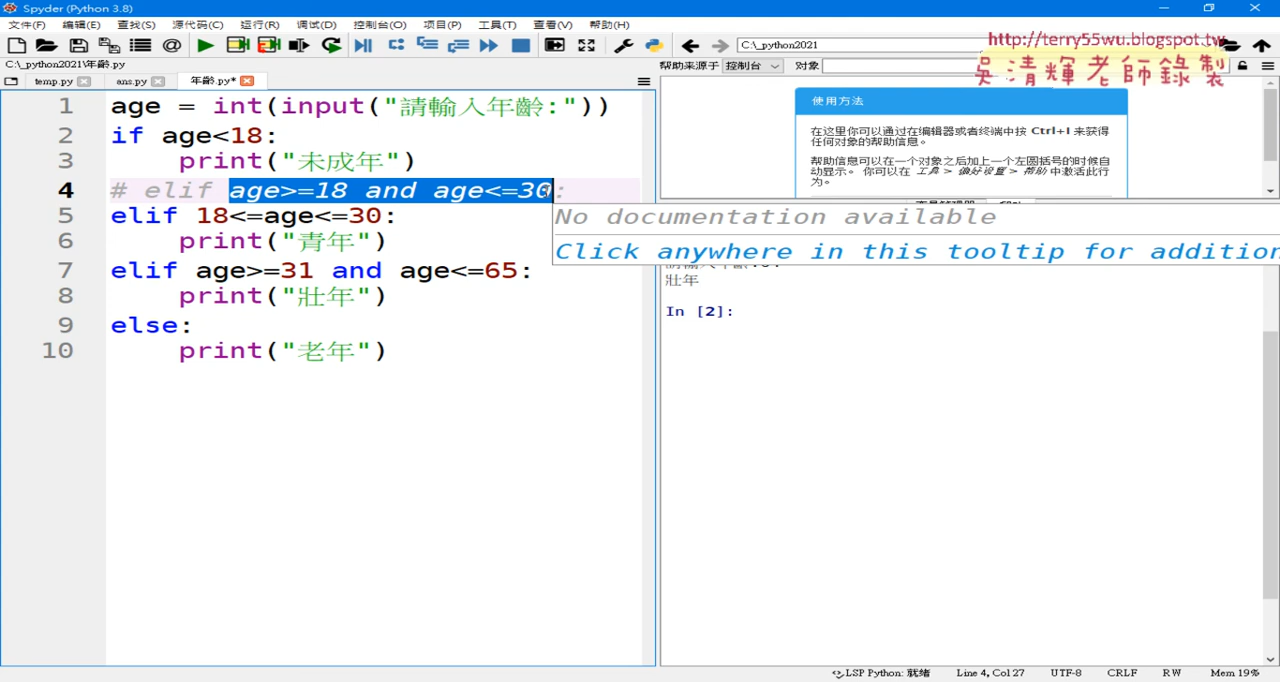 Spyder (Python 3.8)
文件(F) 编辑(E) 查找(S) 源代码(C) 运行(R) 调试(D) 控制台(O) 项目(P) 工具(T) 查看(V) 帮助(H)
C:\_python2021
http://terry55wu.blogspot.tw
吳清輝老師錄製
C:\_python2021\年齡.py
帮助来源于 控制台 对象
temp.py ans.py 年齡.py*
1 age = int(input("請輸入年齡:"))
2 if age<18:
3 print("未成年")
4 # elif age>=18 and age<=30:
5 elif 18<=age<=30:
6 print("青年")
7 elif age>=31 and age<=65:
8 print("壯年")
9 else:
10 print("老年")
使用方法
在这里你可以通过在编辑器或者终端中按 Ctrl+I 来获得
任何对象的帮助信息。
帮助信息可以在一个对象之后加上一个左圆括号的时候自
动显示。 你可以在 工具 > 偏好设置 > 帮助 中激活此行
为。
No documentation available
Click anywhere in this tooltip for addition
壯年
In [2]:
LSP Python: 就绪 Line 4, Col 27 UTF-8 CRLF RW Mem 19%